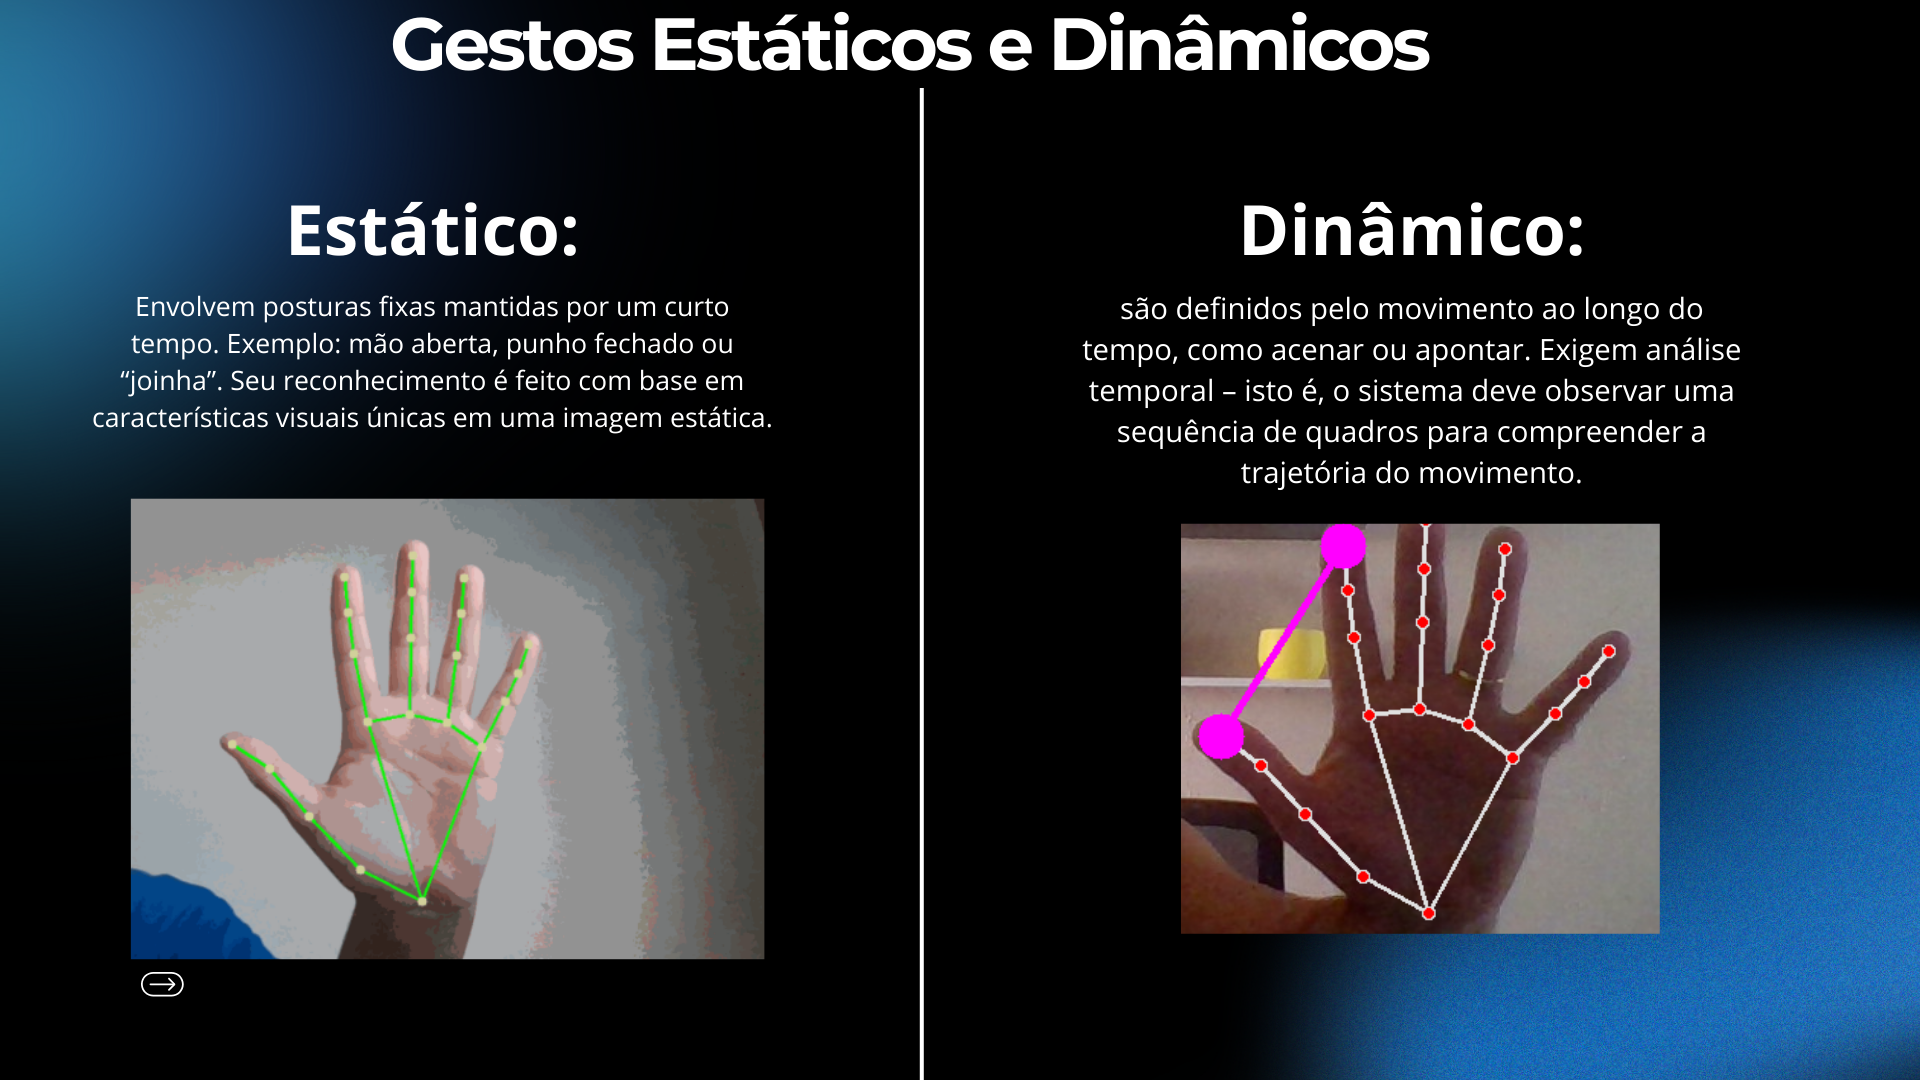 Gestos Estáticos e Dinâmicos
Estático:
Envolvem posturas fixas mantidas por um curto
tempo. Exemplo: mão aberta, punho fechado ou
“joinha”. Seu reconhecimento é feito com base em
características visuais únicas em uma imagem estática.
Dinâmico:
são definidos pelo movimento ao longo do
tempo, como acenar ou apontar. Exigem análise
temporal – isto é, o sistema deve observar uma
sequência de quadros para compreender a
trajetória do movimento.